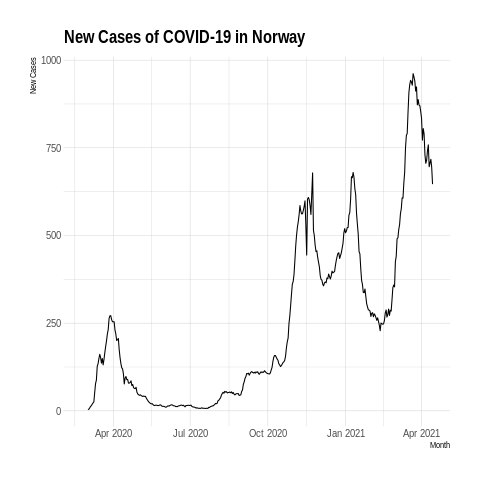 New Cases of COVID-19 in Norway
New Cases
1000
750
500
250
0
Apr 2020 Jul 2020 Oct 2020 Jan 2021 Apr 2021
Month